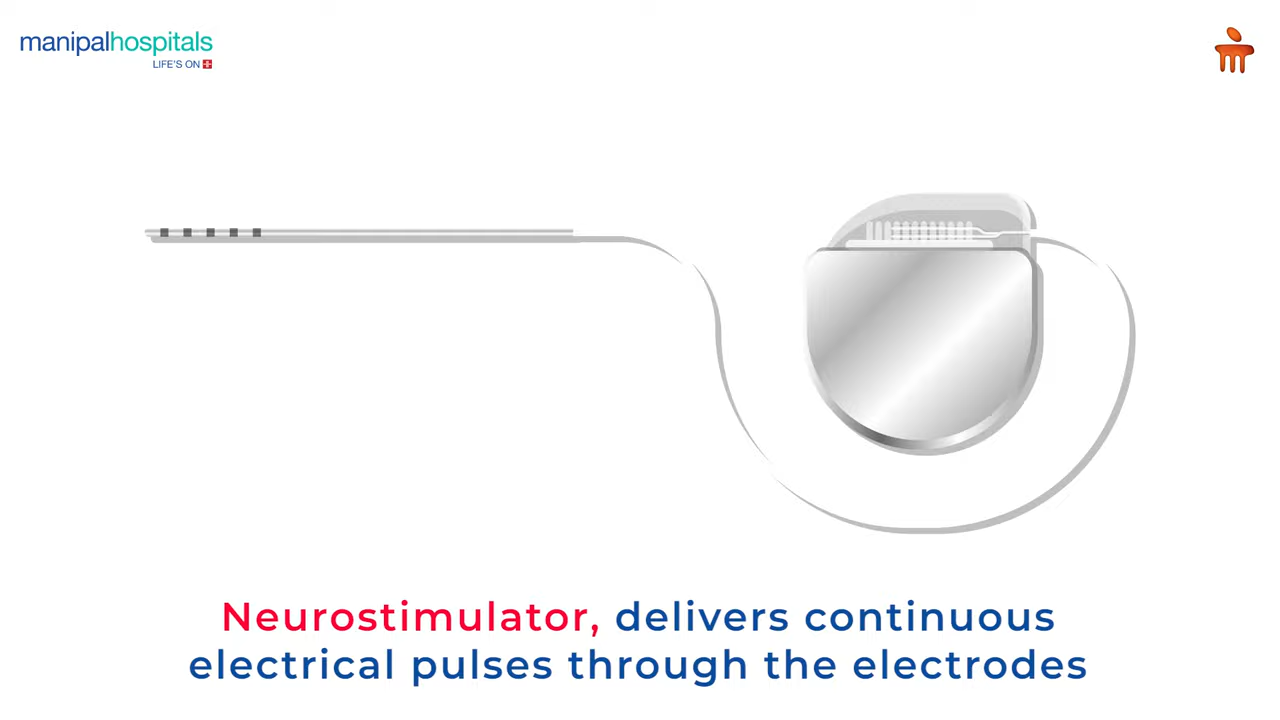 manipalhospitals
LIFE'S ON
Neurostimulator, delivers continuous
electrical pulses through the electrodes